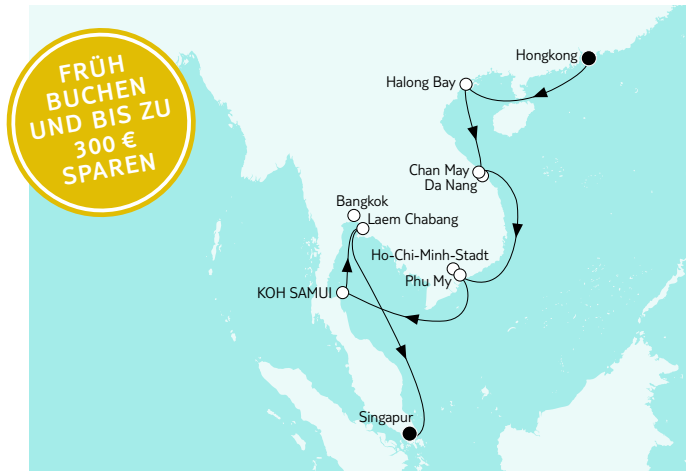 FRÜH
BUCHEN
UND BIS ZU
300 €
SPAREN
Hongkong
Halong Bay
Chan May
Da Nang
Bangkok
Laem Chabang
Ho-Chi-Minh-Stadt
Phu My
KOH SAMUI
Singapur